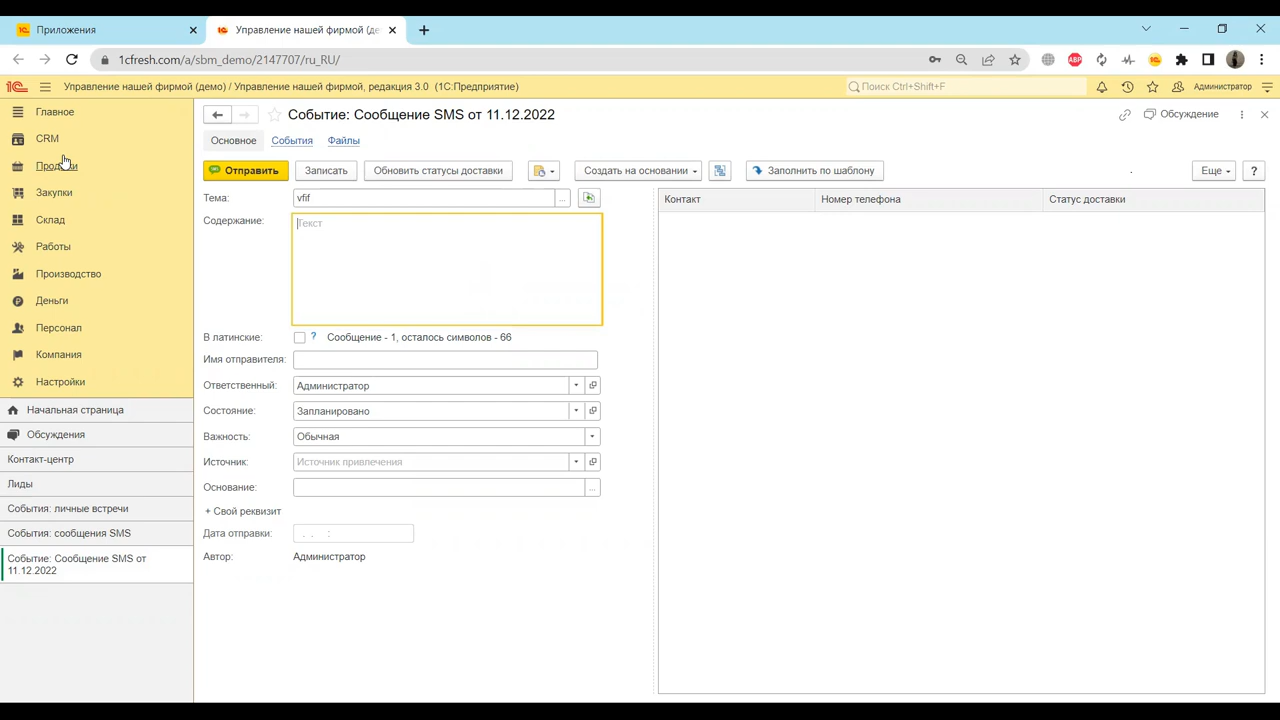 Приложения
Управление нашей фирмой (де
1cfresh.com/a/sbm_demo/2147707/ru_RU/
ABP
Управление нашей фирмой (демо) / Управление нашей фирмой, редакция 3.0 (1С:Предприятие)
Поиск Ctrl+Shift+F
Администратор
Главное
CRM
Продажи
Закупки
Склад
Работы
Производство
Деньги
Персонал
Компания
Настройки
Начальная страница
Обсуждения
Контакт-центр
Лиды
События: личные встречи
События: сообщения SMS
Событие: Сообщение SMS от
11.12.2022
Событие: Сообщение SMS от 11.12.2022
Обсуждение
Основное События Файлы
Отправить Записать Обновить статусы доставки Создать на основании Заполнить по шаблону Еще ?
Тема: vfif ...
Содержание: Текст
В латинские: ? Сообщение - 1, осталось символов - 66
Имя отправителя:
Ответственный: Администратор
Состояние: Запланировано
Важность: Обычная
Источник: Источник привлечения
Основание: ...
+ Свой реквизит
Дата отправки: . . :
Автор: Администратор
Контакт Номер телефона Статус доставки